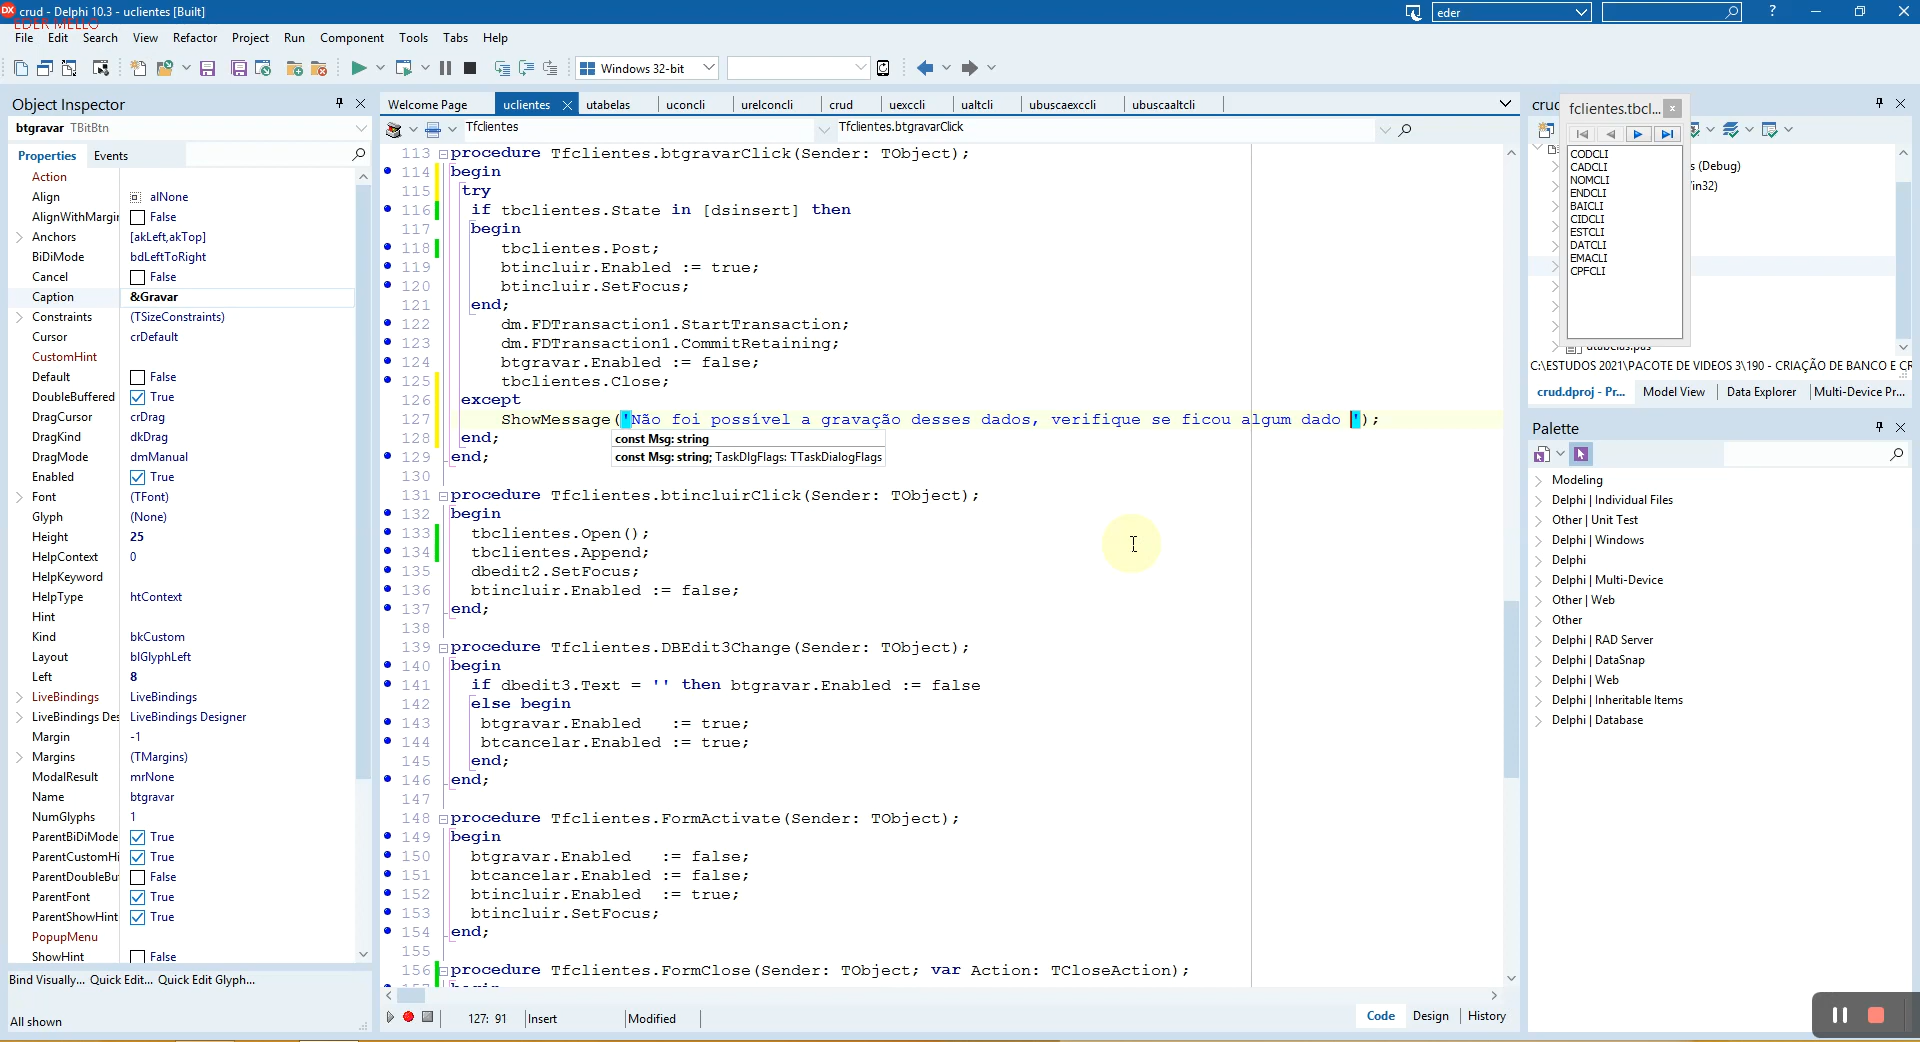 crud - Delphi 10.3 - uclientes [Built]
eder
?
EDER MELLO
File Edit Search View Refactor Project Run Component Tools Tabs Help
Windows 32-bit
Object Inspector
btgravar TBitBtn
Properties Events
Action
Align alNone
AlignWithMargi False
Anchors [akLeft,akTop]
BiDiMode bdLeftToRight
Cancel False
Caption &Gravar
Constraints (TSizeConstraints)
Cursor crDefault
CustomHint
Default False
DoubleBuffered True
DragCursor crDrag
DragKind dkDrag
DragMode dmManual
Enabled True
Font (TFont)
Glyph (None)
Height 25
HelpContext 0
HelpKeyword
HelpType htContext
Hint
Kind bkCustom
Layout blGlyphLeft
Left 8
LiveBindings LiveBindings
LiveBindings Des LiveBindings Designer
Margin -1
Margins (TMargins)
ModalResult mrNone
Name btgravar
NumGlyphs 1
ParentBiDiMode True
ParentCustomHi True
ParentDoubleBu False
ParentFont True
ParentShowHint True
PopupMenu
ShowHint False
Bind Visually... Quick Edit... Quick Edit Glyph...
All shown
Welcome Page uclientes utabelas uconcli urelconcli crud uexccli ualtcli ubuscaexccli ubuscaaltcli
Tfclientes Tfclientes.btgravarClick
113 procedure Tfclientes.btgravarClick(Sender: TObject);
114 begin
115 try
116 if tbclientes.State in [dsinsert] then
117 begin
118 tbclientes.Post;
119 btincluir.Enabled := true;
120 btincluir.SetFocus;
121 end;
122 dm.FDTransaction1.StartTransaction;
123 dm.FDTransaction1.CommitRetaining;
124 btgravar.Enabled := false;
125 tbclientes.Close;
126 except
127 ShowMessage('Não foi possível a gravação desses dados, verifique se ficou algum dado ');
128 end;
const Msg: string
const Msg: string; TaskDlgFlags: TTaskDialogFlags
129 end;
130
131 procedure Tfclientes.btincluirClick(Sender: TObject);
132 begin
133 tbclientes.Open();
134 tbclientes.Append;
135 dbedit2.SetFocus;
136 btincluir.Enabled := false;
137 end;
138
139 procedure Tfclientes.DBEdit3Change(Sender: TObject);
140 begin
141 if dbedit3.Text = '' then btgravar.Enabled := false
142 else begin
143 btgravar.Enabled := true;
144 btcancelar.Enabled := true;
145 end;
146 end;
147
148 procedure Tfclientes.FormActivate(Sender: TObject);
149 begin
150 btgravar.Enabled := false;
151 btcancelar.Enabled := false;
152 btincluir.Enabled := true;
153 btincluir.SetFocus;
154 end;
155
156 procedure Tfclientes.FormClose(Sender: TObject; var Action: TCloseAction);
127: 91 Insert Modified
Code Design History
fclientes.tbcl...
CODCLI
CADCLI
NOMCLI
ENDCLI
BAICLI
CIDCLI
ESTCLI
DATCLI
EMACLI
CPFCLI
s (Debug)
C:\ESTUDOS 2021\PACOTE DE VIDEOS 3\190 - CRIAÇÃO DE BANCO E CR
crud.dproj - Pr... Model View Data Explorer Multi-Device Pr...
Palette
Modeling
Delphi | Individual Files
Other | Unit Test
Delphi | Windows
Delphi
Delphi | Multi-Device
Other | Web
Other
Delphi | RAD Server
Delphi | DataSnap
Delphi | Web
Delphi | Inheritable Items
Delphi | Database